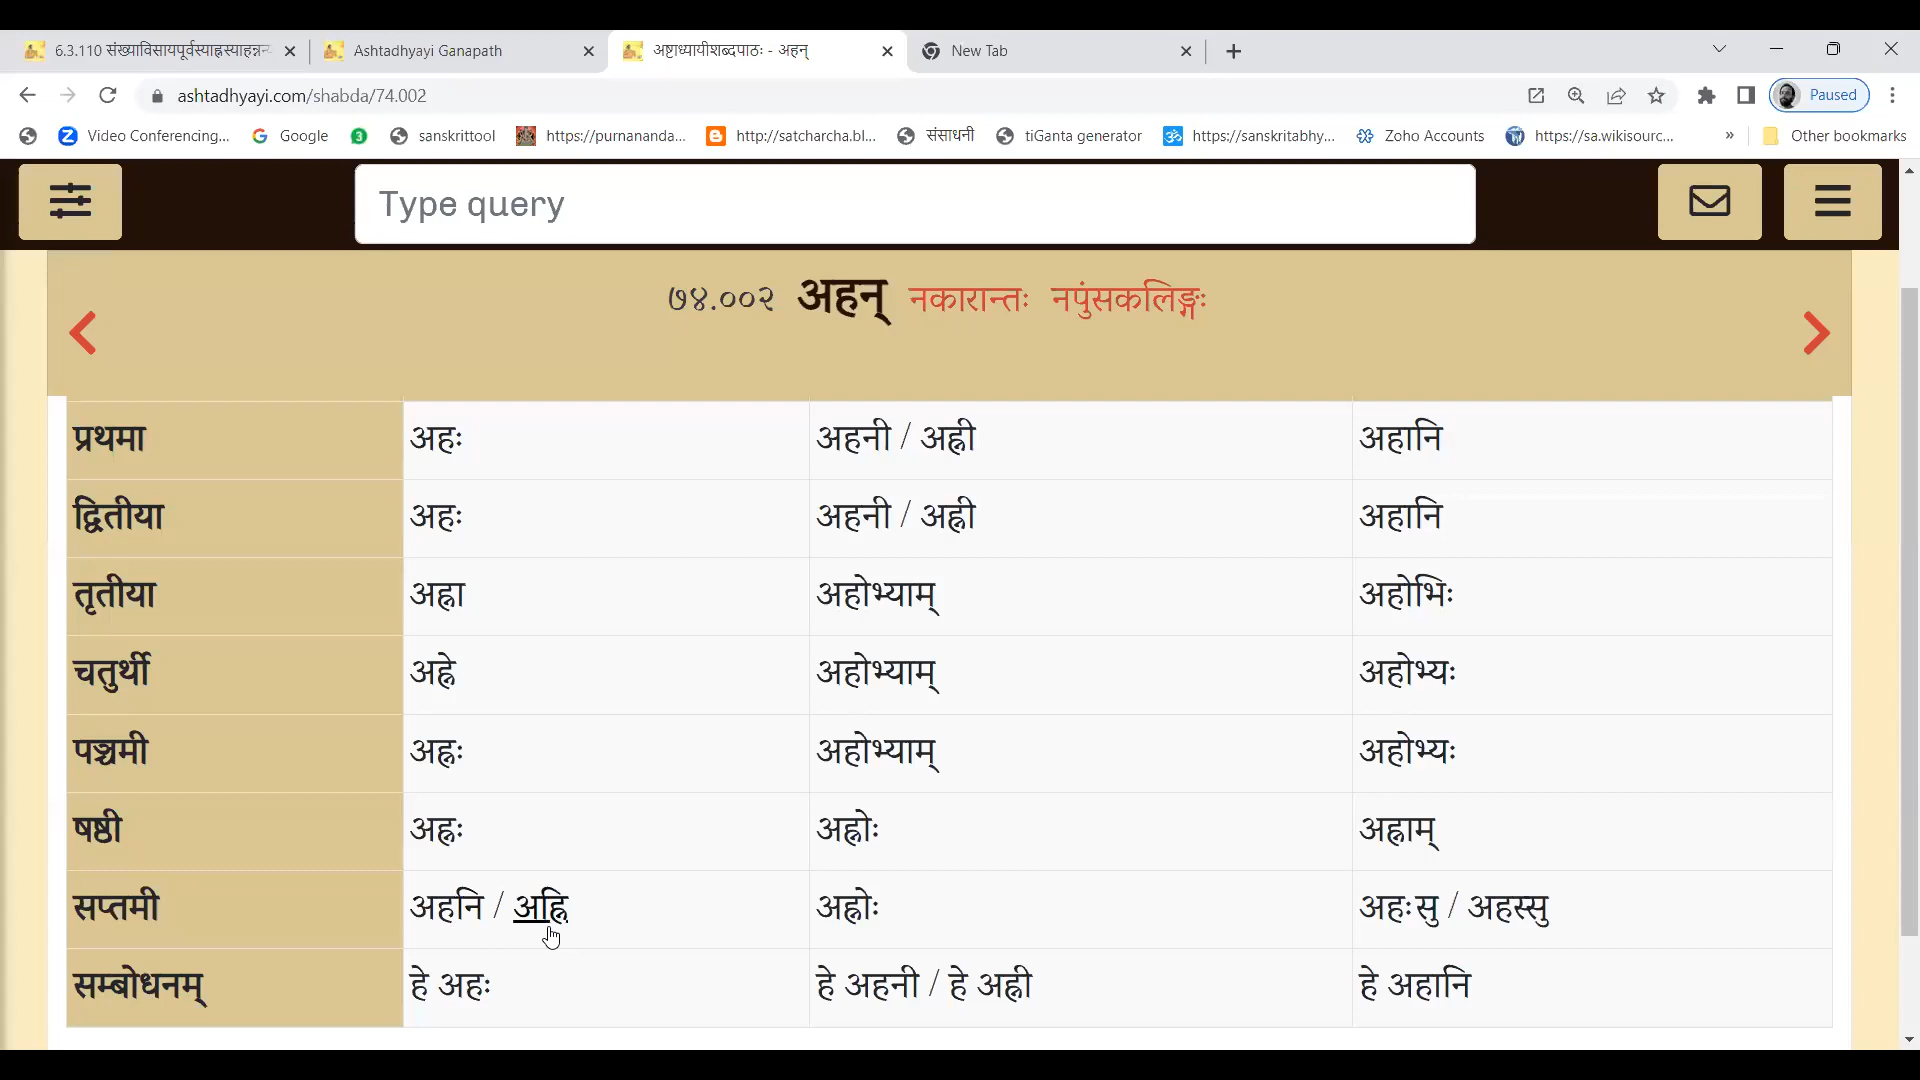 6.3.110 संख्याविसायपूर्वस्याह्नस्याहन्नन्य
Ashtadhyayi Ganapath
अष्टाध्यायीशब्दपाठः - अहन्
New Tab
ashtadhyayi.com/shabda/74.002
Paused
Video Conferencing...
Google
3
sanskrittool
https://purnananda...
http://satcharcha.bl...
संसाधनी
tiGanta generator
https://sanskritabhy...
Zoho Accounts
https://sa.wikisourc...
»
Other bookmarks
Type query
७४.००२ अहन् नकारान्तः नपुंसकलिङ्गः
प्रथमा अहः अहनी / अह्नी अहानि
द्वितीया अहः अहनी / अह्नी अहानि
तृतीया अह्ना अहोभ्याम् अहोभिः
चतुर्थी अह्ने अहोभ्याम् अहोभ्यः
पञ्चमी अह्नः अहोभ्याम् अहोभ्यः
षष्ठी अह्नः अह्नोः अह्नाम्
सप्तमी अहनि / अह्नि अह्नोः अहःसु / अहस्सु
सम्बोधनम् हे अहः हे अहनी / हे अह्नी हे अहानि